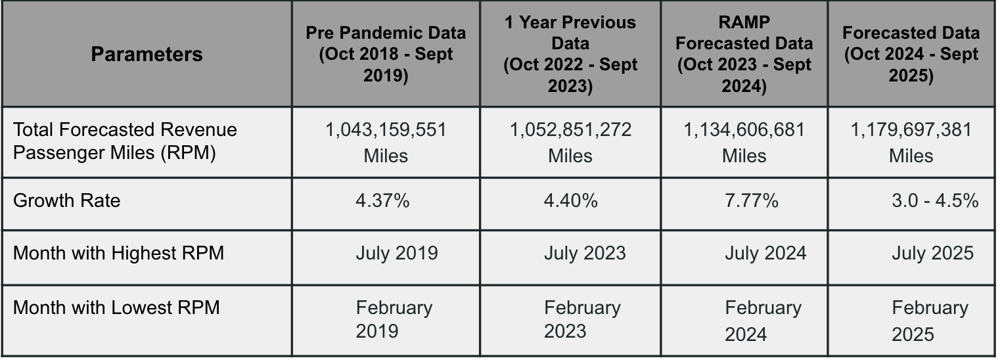 Parameters
Pre Pandemic Data
(Oct 2018 - Sept
2019)
1 Year Previous
Data
(Oct 2022 - Sept
2023)
RAMP
Forecasted Data
(Oct 2023 - Sept
2024)
Forecasted Data
(Oct 2024 - Sept
2025)
Total Forecasted Revenue
Passenger Miles (RPM)
1,043,159,551
Miles
1,052,851,272
Miles
1,134,606,681
Miles
1,179,697,381
Miles
Growth Rate
4.37%
4.40%
7.77%
3.0 - 4.5%
Month with Highest RPM
July 2019
July 2023
July 2024
July 2025
Month with Lowest RPM
February
2019
February
2023
February
2024
February
2025